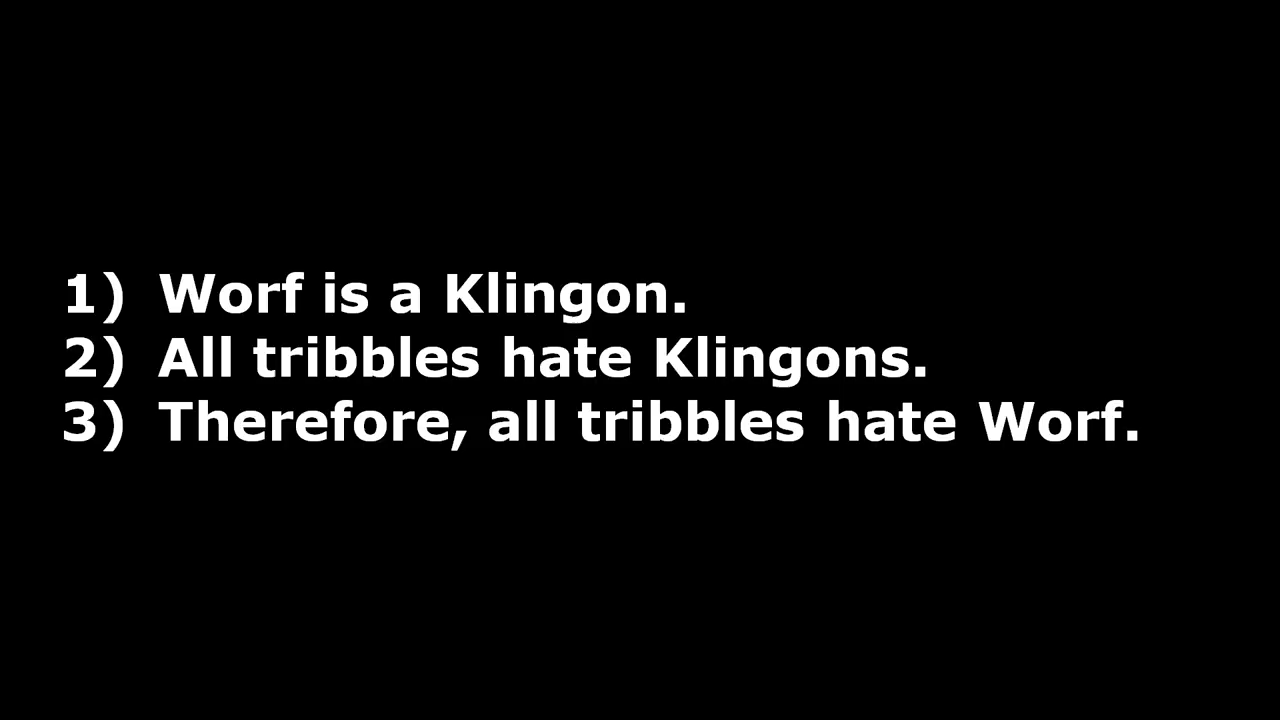 1) Worf is a Klingon.
2) All tribbles hate Klingons.
3) Therefore, all tribbles hate Worf.